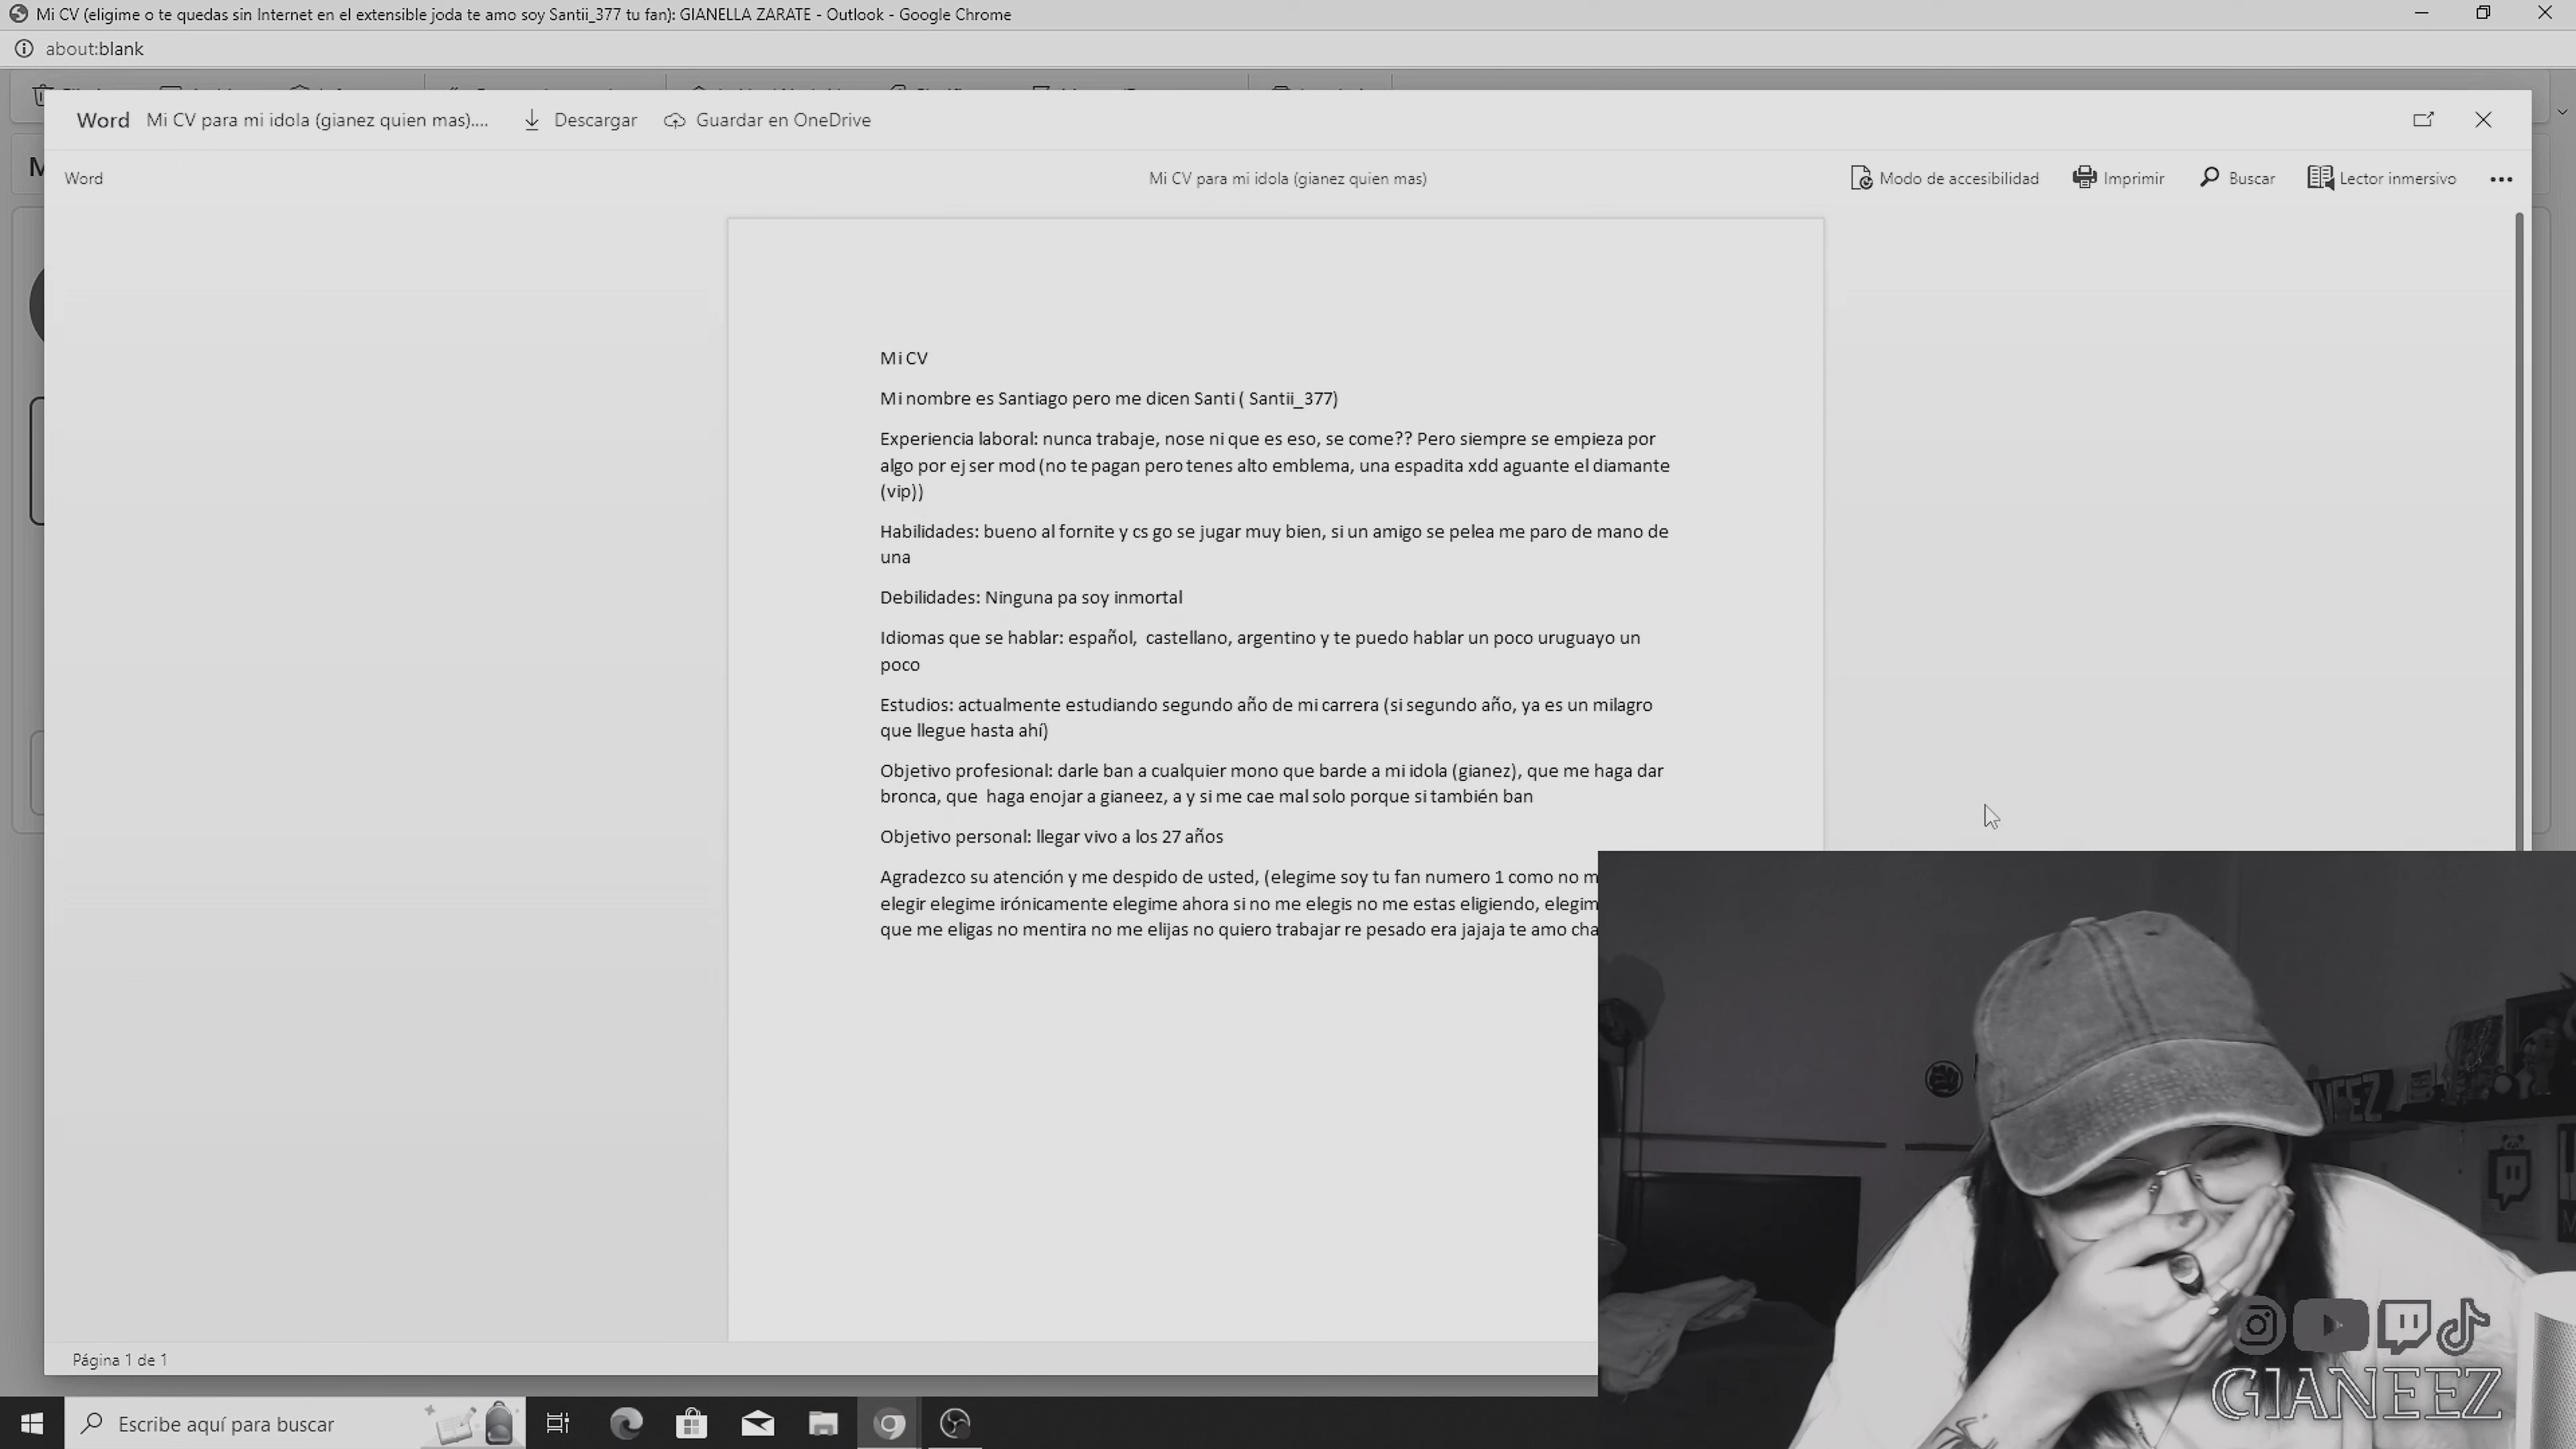 Mi CV (eligime o te quedas sin Internet en el extensible joda te amo soy Santii_377 tu fan): GIANELLA ZARATE - Outlook - Google Chrome
about:blank
Word Mi CV para mi idola (gianez quien mas).... Descargar Guardar en OneDrive
Word Mi CV para mi idola (gianez quien mas) Modo de accesibilidad Imprimir Buscar Lector inmersivo
Mi CV
Mi nombre es Santiago pero me dicen Santi ( Santii_377)
Experiencia laboral: nunca trabaje, nose ni que es eso, se come?? Pero siempre se empieza por
algo por ej ser mod (no te pagan pero tenes alto emblema, una espadita xdd aguante el diamante
(vip))
Habilidades: bueno al fornite y cs go se jugar muy bien, si un amigo se pelea me paro de mano de
una
Debilidades: Ninguna pa soy inmortal
Idiomas que se hablar: español, castellano, argentino y te puedo hablar un poco uruguayo un
poco
Estudios: actualmente estudiando segundo año de mi carrera (si segundo año, ya es un milagro
que llegue hasta ahí)
Objetivo profesional: darle ban a cualquier mono que barde a mi idola (gianez), que me haga dar
bronca, que haga enojar a gianeez, a y si me cae mal solo porque si también ban
Objetivo personal: llegar vivo a los 27 años
Agradezco su atención y me despido de usted, (elegime soy tu fan numero 1 como no m
elegir elegime irónicamente elegime ahora si no me elegis no me estas eligiendo, elegim
que me eligas no mentira no me elijas no quiero trabajar re pesado era jajaja te amo cha
GIANEEZ
Página 1 de 1
Escribe aquí para buscar